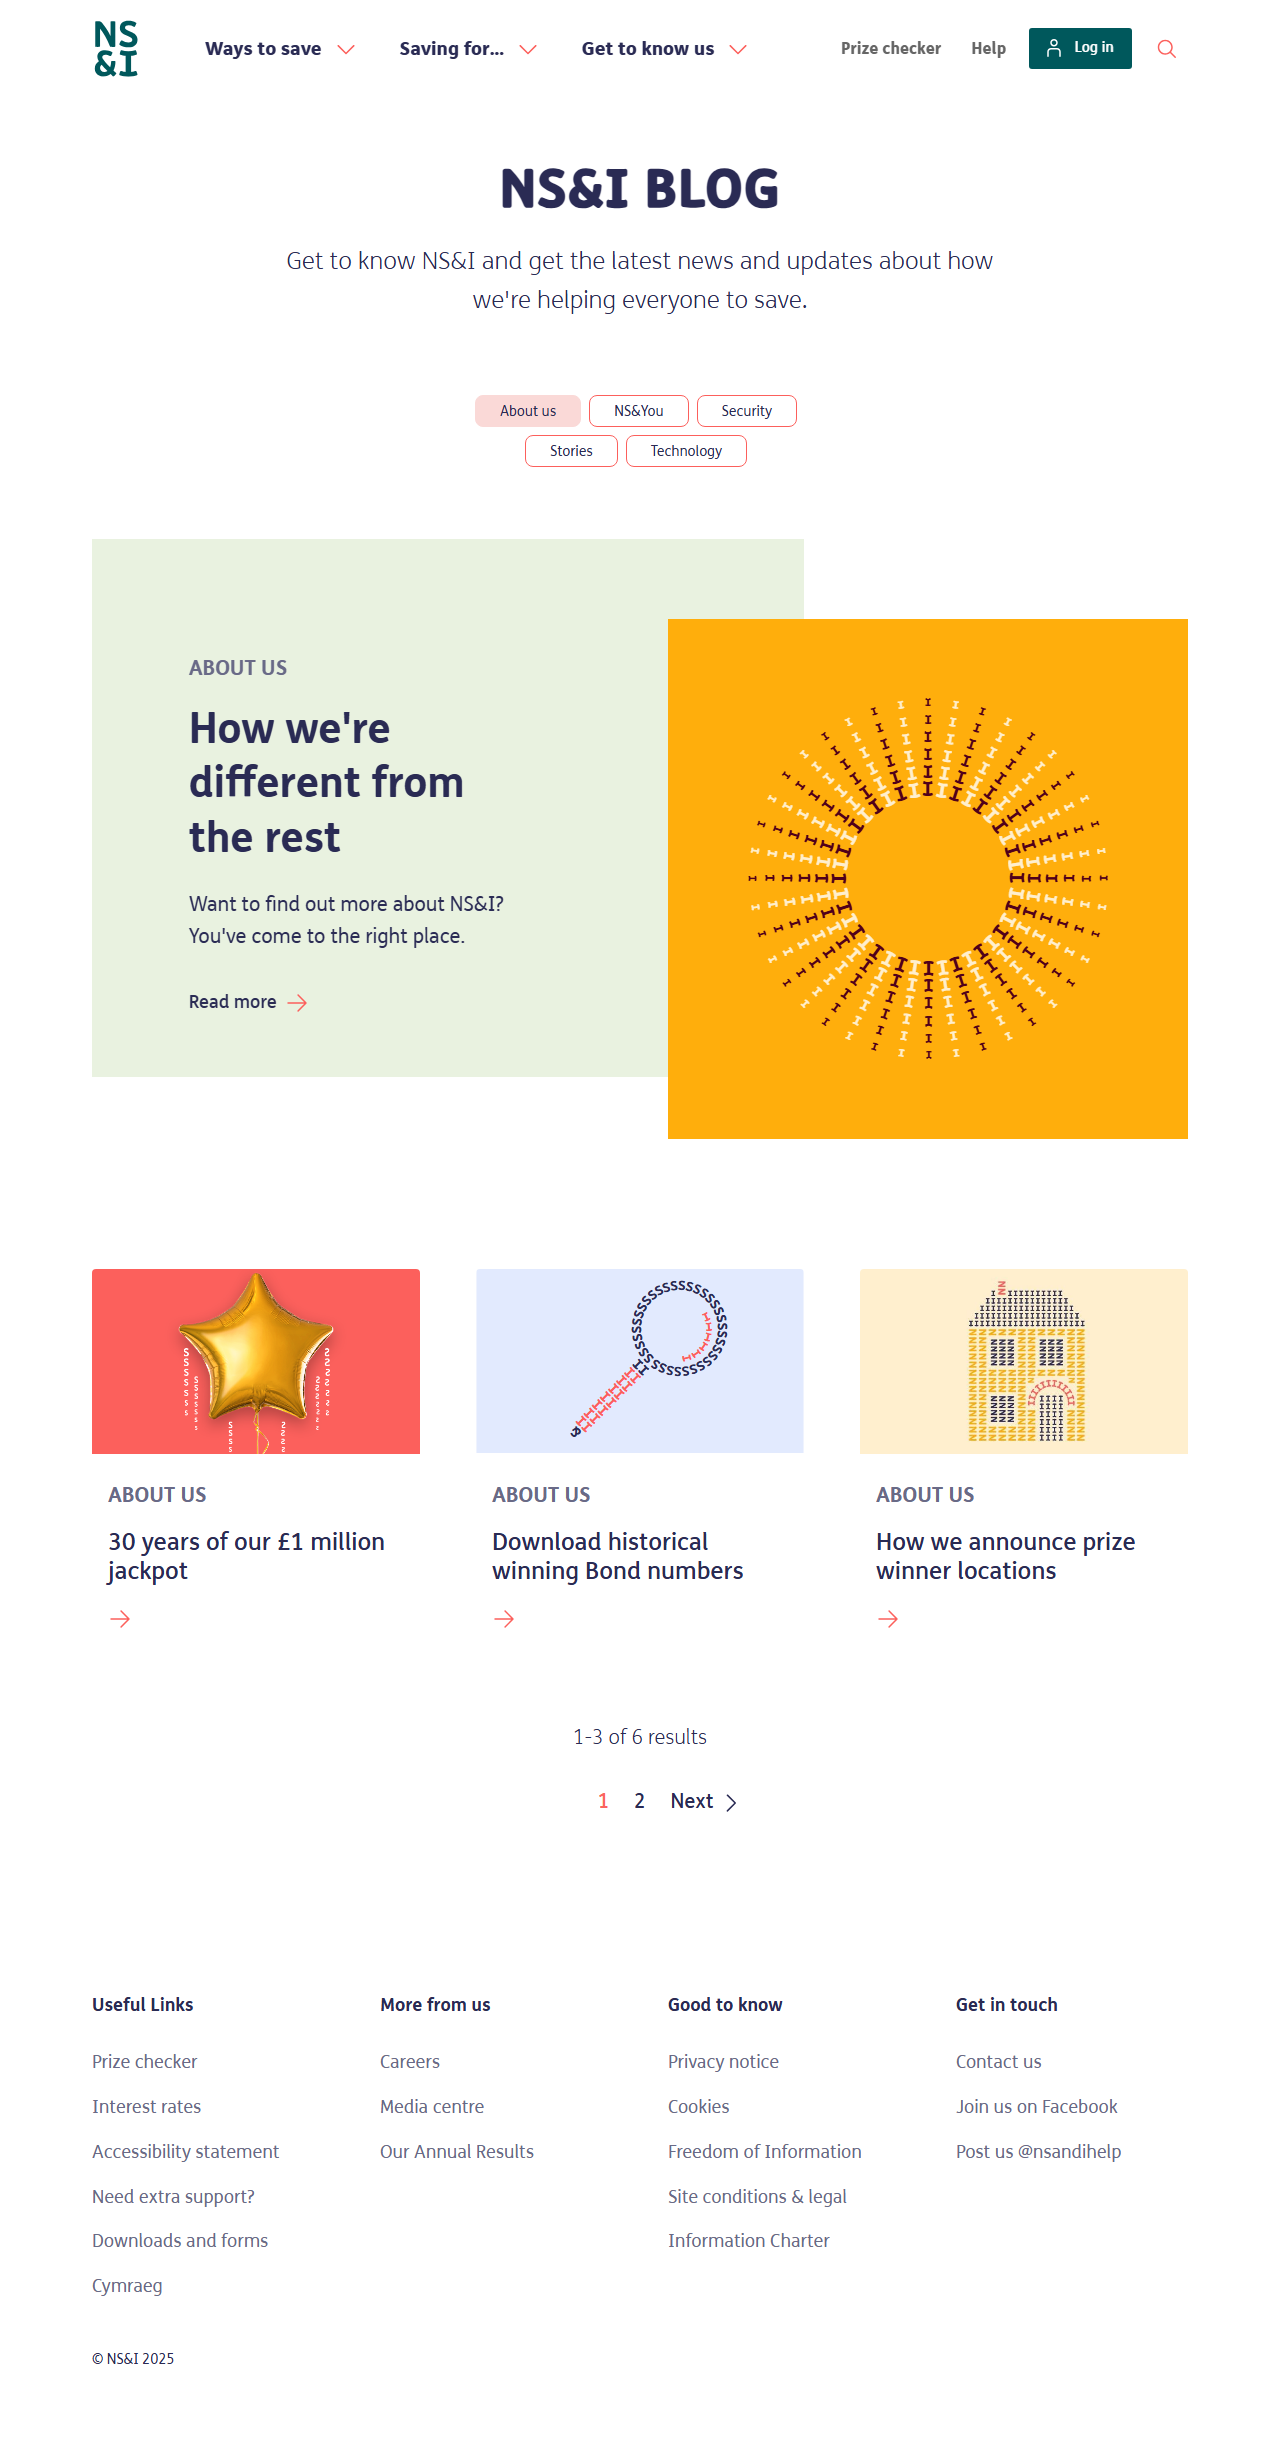 NS
&I
Ways to save
Saving for...
Get to know us
Prize checker
Help
Log in
NS&I BLOG
Get to know NS&I and get the latest news and updates about how
we're helping everyone to save.
About us
NS&You
Security
Stories
Technology
ABOUT US
How we're
different from
the rest
Want to find out more about NS&I?
You've come to the right place.
Read more
ABOUT US
30 years of our £1 million
jackpot
ABOUT US
Download historical
winning Bond numbers
ABOUT US
How we announce prize
winner locations
1-3 of 6 results
1 2 Next
Useful Links
Prize checker
Interest rates
Accessibility statement
Need extra support?
Downloads and forms
Cymraeg
More from us
Careers
Media centre
Our Annual Results
Good to know
Privacy notice
Cookies
Freedom of Information
Site conditions & legal
Information Charter
Get in touch
Contact us
Join us on Facebook
Post us @nsandihelp
© NS&I 2025